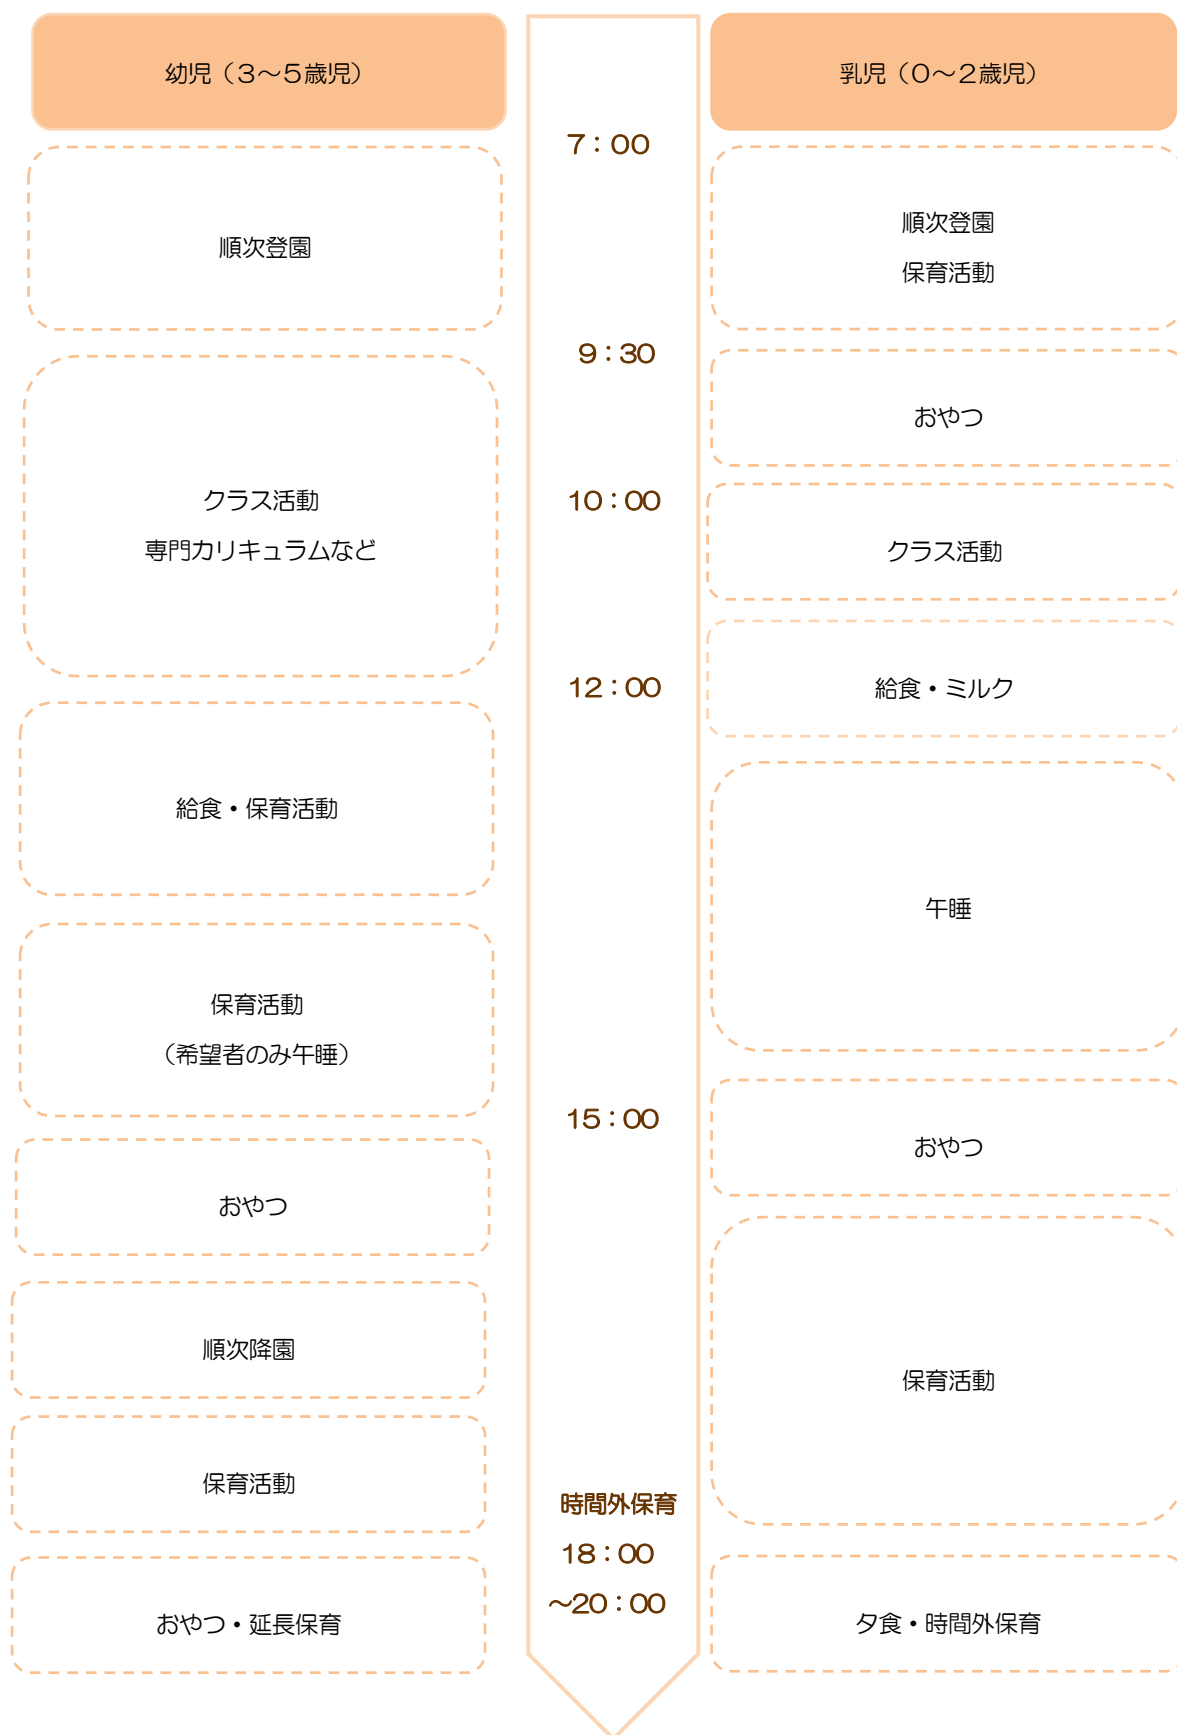 幼児（3～5歳児）
順次登園
クラス活動
専門カリキュラムなど
給食・保育活動
保育活動
（希望者のみ午睡）
おやつ
順次降園
保育活動
おやつ・延長保育
7：00
9：30
10：00
12：00
15：00
時間外保育
18：00
～20：00
乳児（0～2歳児）
順次登園
保育活動
おやつ
クラス活動
給食・ミルク
午睡
おやつ
保育活動
夕食・時間外保育